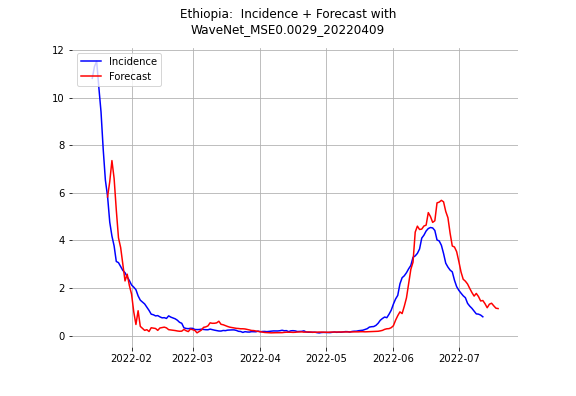 Ethiopia:  Incidence + Forecast with
WaveNet_MSE0.0029_20220409
Incidence
Forecast
12
10
8
6
4
2
0
2022-02 2022-03 2022-04 2022-05 2022-06 2022-07